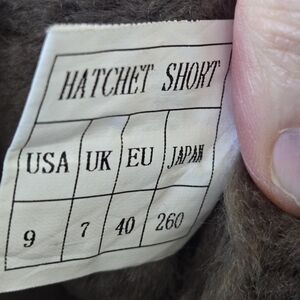 HATCHET SHORT
USA UK EU JAPAN
9 7 40 260